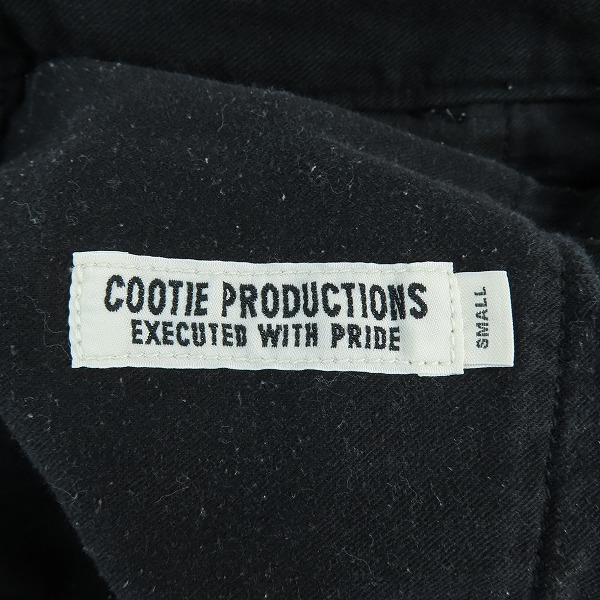 COOTIE PRODUCTIONS
EXECUTED WITH PRIDE
SMALL